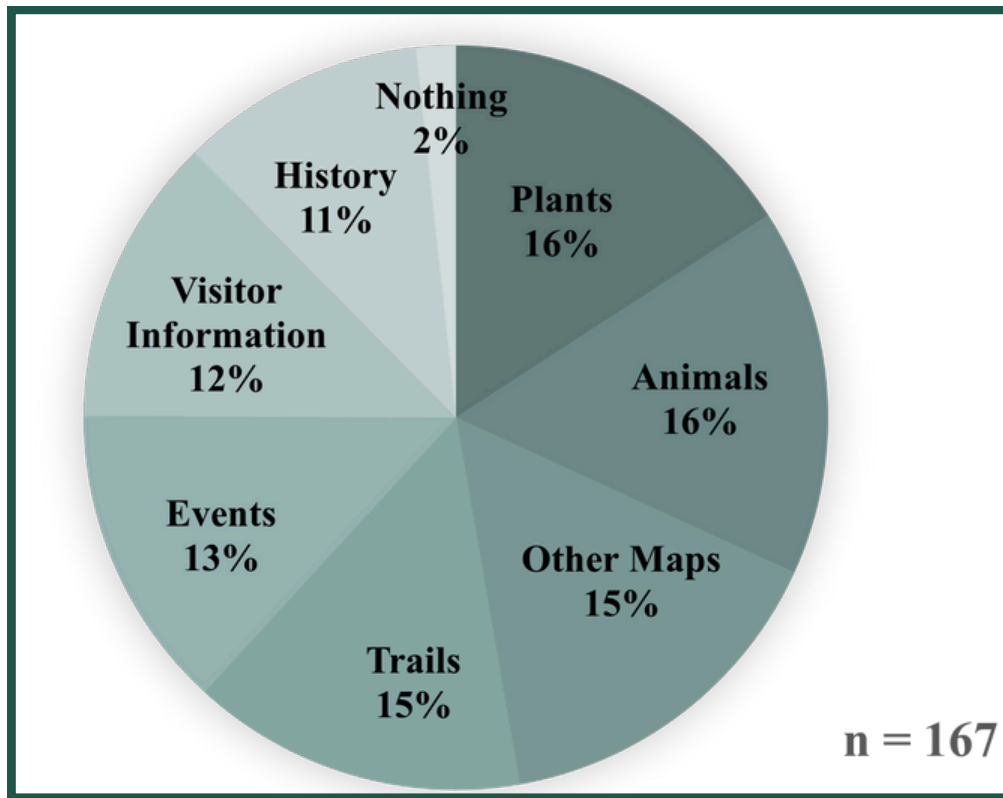 Nothing
2%
Plants
16%
Animals
16%
Other Maps
15%
Trails
15%
Events
13%
Visitor
Information
12%
History
11%
n = 167